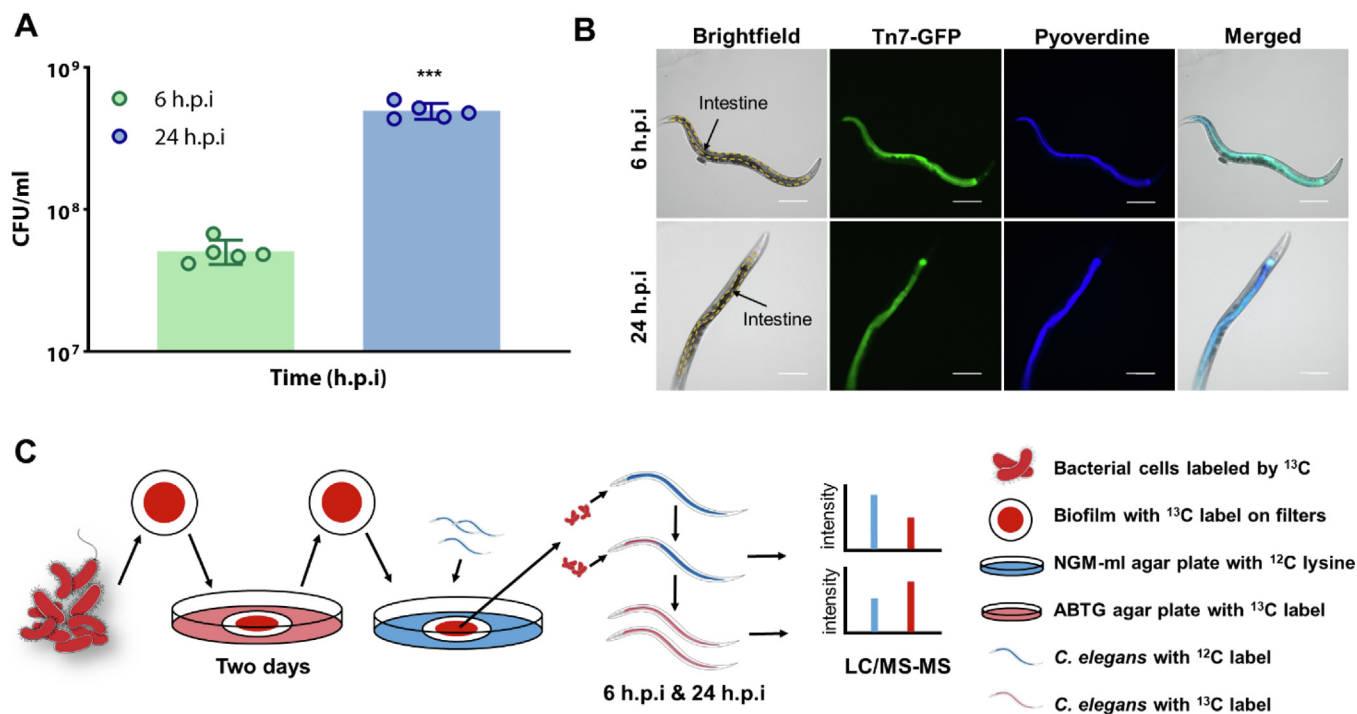 A
10⁹
10⁸
10⁷
CFU/ml
6 h.p.i
24 h.p.i
***
Time (h.p.i)
B
Brightfield Tn7-GFP Pyoverdine Merged
6 h.p.i
Intestine
24 h.p.i
Intestine
C
Two days
6 h.p.i & 24 h.p.i
intensity
intensity
LC/MS-MS
Bacterial cells labeled by ¹³C
Biofilm with ¹³C label on filters
NGM-ml agar plate with ¹²C lysine
ABTG agar plate with ¹³C label
C. elegans with ¹²C label
C. elegans with ¹³C label